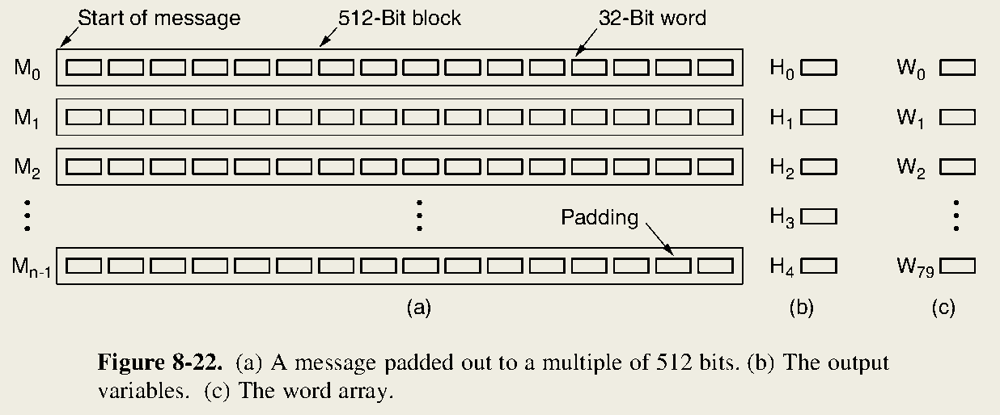 Start of message 512-Bit block 32-Bit word
M0 H0 W0
M1 H1 W1
M2 H2 W2
Padding H3
Mn-1 H4 W79
(a) (b) (c)
Figure 8-22. (a) A message padded out to a multiple of 512 bits. (b) The output
variables. (c) The word array.